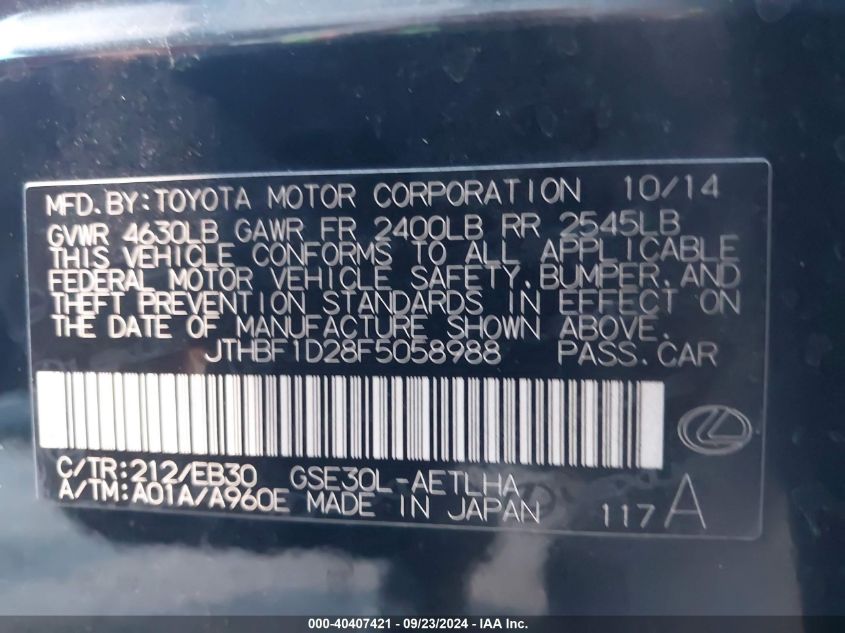 MFD.BY:TOYOTA MOTOR CORPORATION 10/14
GVWR 4630LB GAWR FR 2400LB RR 2545LB
THIS VEHICLE CONFORMS TO ALL APPLICABLE
FEDERAL MOTOR VEHICLE SAFETY,BUMPER,AND
THEFT PREVENTION STANDARDS IN EFFECT ON
THE DATE OF MANUFACTURE SHOWN ABOVE.
JTHBF1D28F5058988 PASS.CAR
C/TR:212/EB30 GSE30L-AETLHA
A/TM:A01A/A960E MADE IN JAPAN 117A
000-40407421 - 09/23/2024 - IAAI, Inc.